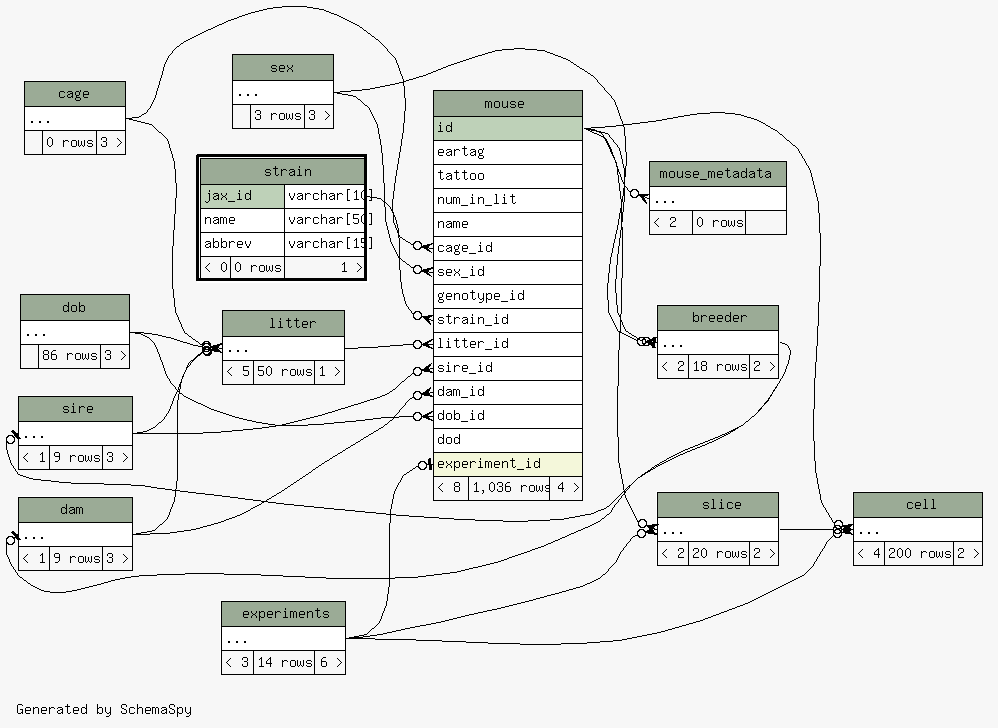 cage
...
0 rows 3 >
sex
...
3 rows 3 >
strain
jax_id varchar[10]
name varchar[50]
abbrev varchar[15]
< 0 0 rows 1 >
mouse
id
eartag
tattoo
num_in_lit
name
cage_id
sex_id
genotype_id
strain_id
litter_id
sire_id
dam_id
dob_id
dod
experiment_id
< 8 1,036 rows 4 >
mouse_metadata
...
< 2 0 rows
dob
...
86 rows 3 >
litter
...
< 5 50 rows 1 >
breeder
...
< 2 18 rows 2 >
sire
...
< 1 9 rows 3 >
dam
...
< 1 9 rows 3 >
slice
...
< 2 20 rows 2 >
cell
...
< 4 200 rows 2 >
experiments
...
< 3 14 rows 6 >
Generated by SchemaSpy